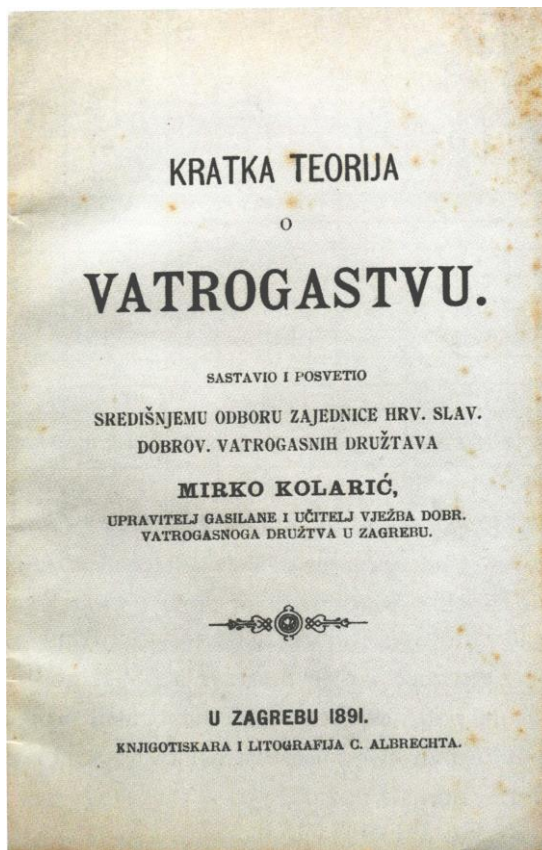 KRATKA TEORIJA
O
VATROGASTVU.
SASTAVIO I POSVETIO
SREDIŠNJEMU ODBORU ZAJEDNICE HRV. SLAV.
DOBROV. VATROGASNIH DRUŽTAVA
MIRKO KOLARIĆ,
UPRAVITELJ GASILANE I UČITELJ VJEŽBA DOBR.
VATROGASNOGA DRUŽTVA U ZAGREBU.
U ZAGREBU 1891.
KNJIGOTISKARA I LITOGRAFIJA C. ALBRECHTA.